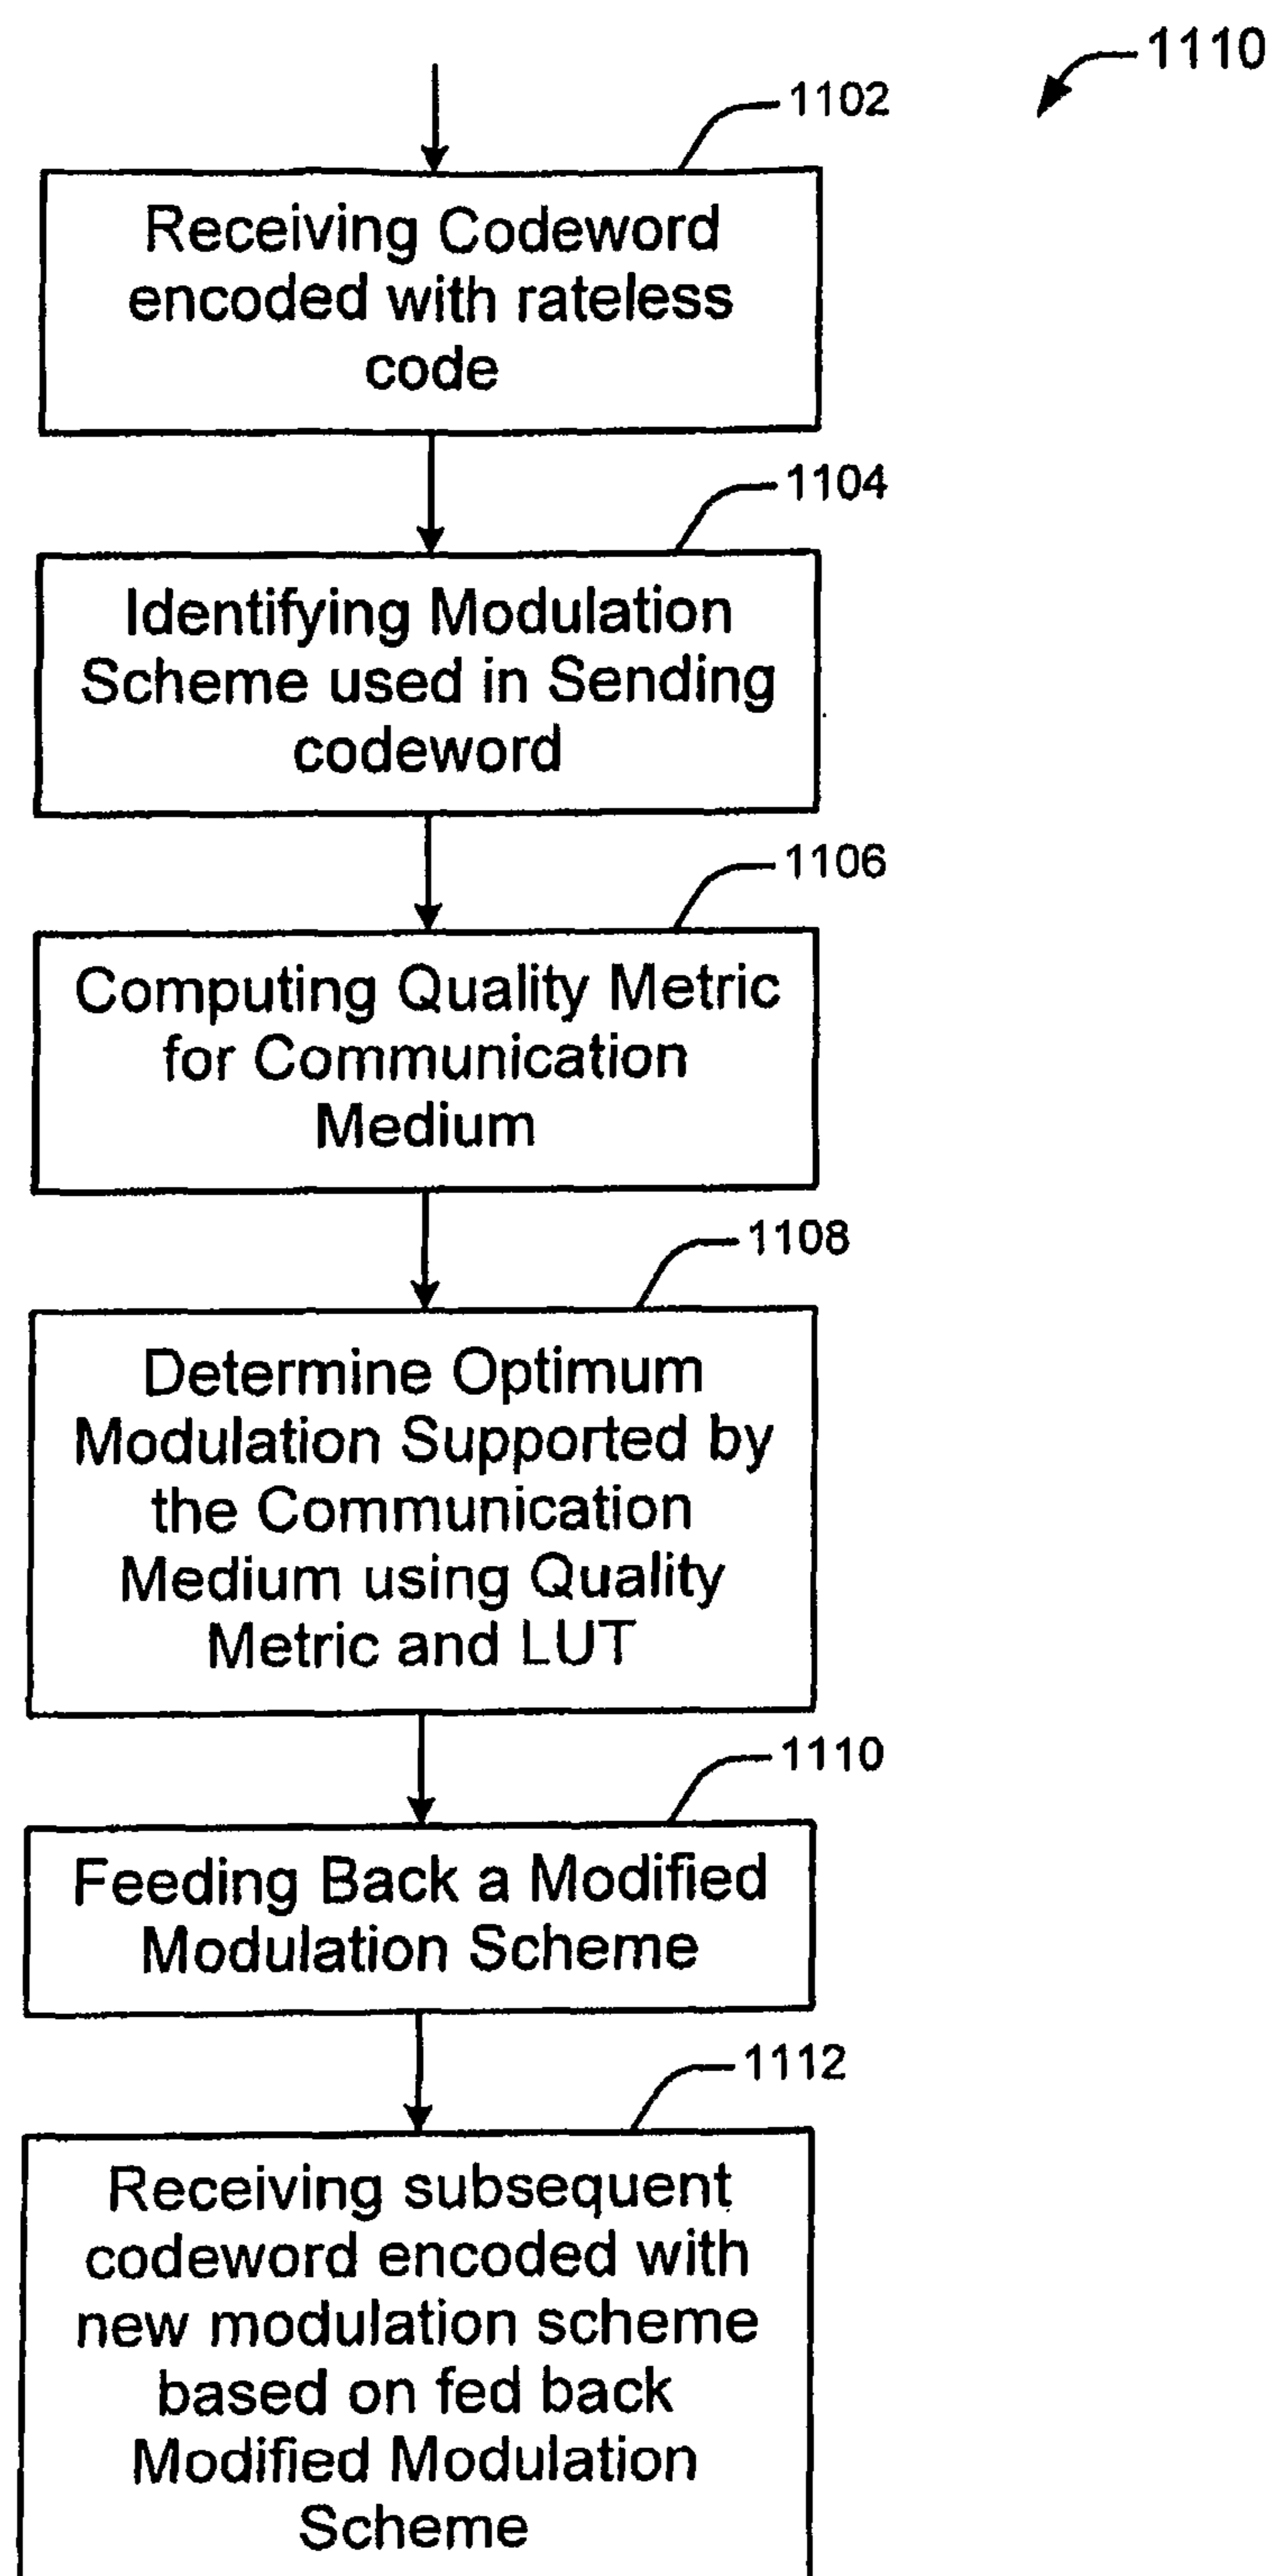 1110
1102
Receiving Codeword
encoded with rateless
code
1104
Identifying Modulation
Scheme used in Sending
codeword
1106
Computing Quality Metric
for Communication
Medium
1108
Determine Optimum
Modulation Supported by
the Communication
Medium using Quality
Metric and LUT
1110
Feeding Back a Modified
Modulation Scheme
1112
Receiving subsequent
codeword encoded with
new modulation scheme
based on fed back
Modified Modulation
Scheme